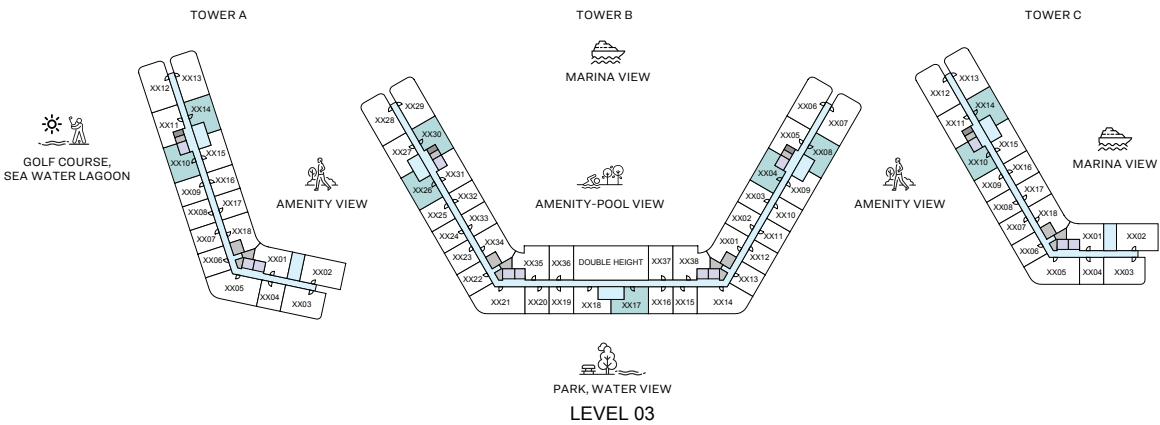 TOWER A
TOWER B
TOWER C
MARINA VIEW
GOLF COURSE,
SEA WATER LAGOON
AMENITY VIEW
AMENITY-POOL VIEW
AMENITY VIEW
MARINA VIEW
XX12
XX13
XX14
XX11
XX10
XX15
XX09
XX16
XX08
XX17
XX07
XX18
XX06
XX01
XX02
XX05
XX04
XX03
XX29
XX28
XX30
XX27
XX31
XX26
XX32
XX25
XX33
XX24
XX34
XX23
XX22
XX35
XX36
DOUBLE HEIGHT
XX37
XX38
XX21
XX20
XX19
XX18
XX17
XX16
XX15
XX14
XX06
XX07
XX05
XX08
XX04
XX09
XX03
XX10
XX02
XX11
XX01
XX12
XX13
XX13
XX12
XX14
XX11
XX15
XX10
XX16
XX09
XX17
XX08
XX18
XX07
XX06
XX01
XX02
XX05
XX04
XX03
PARK, WATER VIEW
LEVEL 03